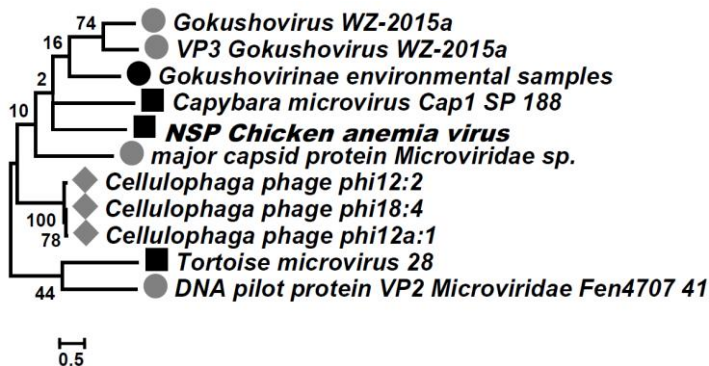 74
Gokushovirus WZ-2015a
16
VP3 Gokushovirus WZ-2015a
2
Gokushovirinae environmental samples
Capybara microvirus Cap1 SP 188
10
NSP Chicken anemia virus
major capsid protein Microviridae sp.
Cellulophaga phage phi12:2
100
Cellulophaga phage phi18:4
78
Cellulophaga phage phi12a:1
Tortoise microvirus 28
44
DNA pilot protein VP2 Microviridae Fen4707 41
0.5